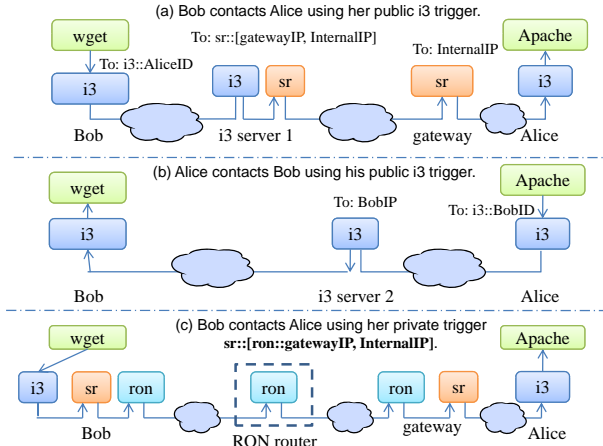 (a) Bob contacts Alice using her public i3 trigger.
wget
To: sr::[gatewayIP, InternalIP]
To: InternalIP
Apache
To: i3::AliceID
i3
i3
sr
sr
i3
Bob
i3 server 1
gateway
Alice
(b) Alice contacts Bob using his public i3 trigger.
wget
To: BobIP
Apache
To: i3::BobID
i3
i3
i3
Bob
i3 server 2
Alice
(c) Bob contacts Alice using her private trigger
sr::[ron::gatewayIP, InternalIP].
wget
Apache
i3
sr
ron
ron
ron
sr
i3
Bob
RON router
gateway
Alice